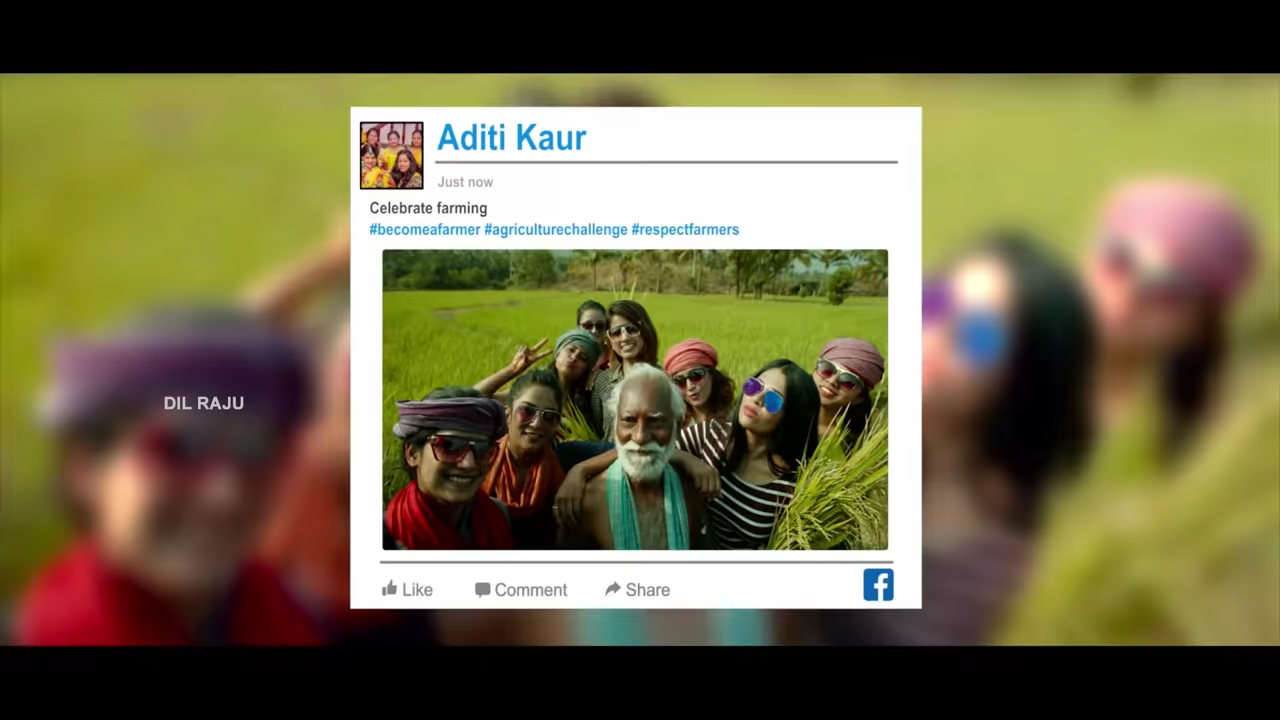 Aditi Kaur
Just now
Celebrate farming
#becomeafarmer #agriculturechallenge #respectfarmers
DIL RAJU
Like Comment Share